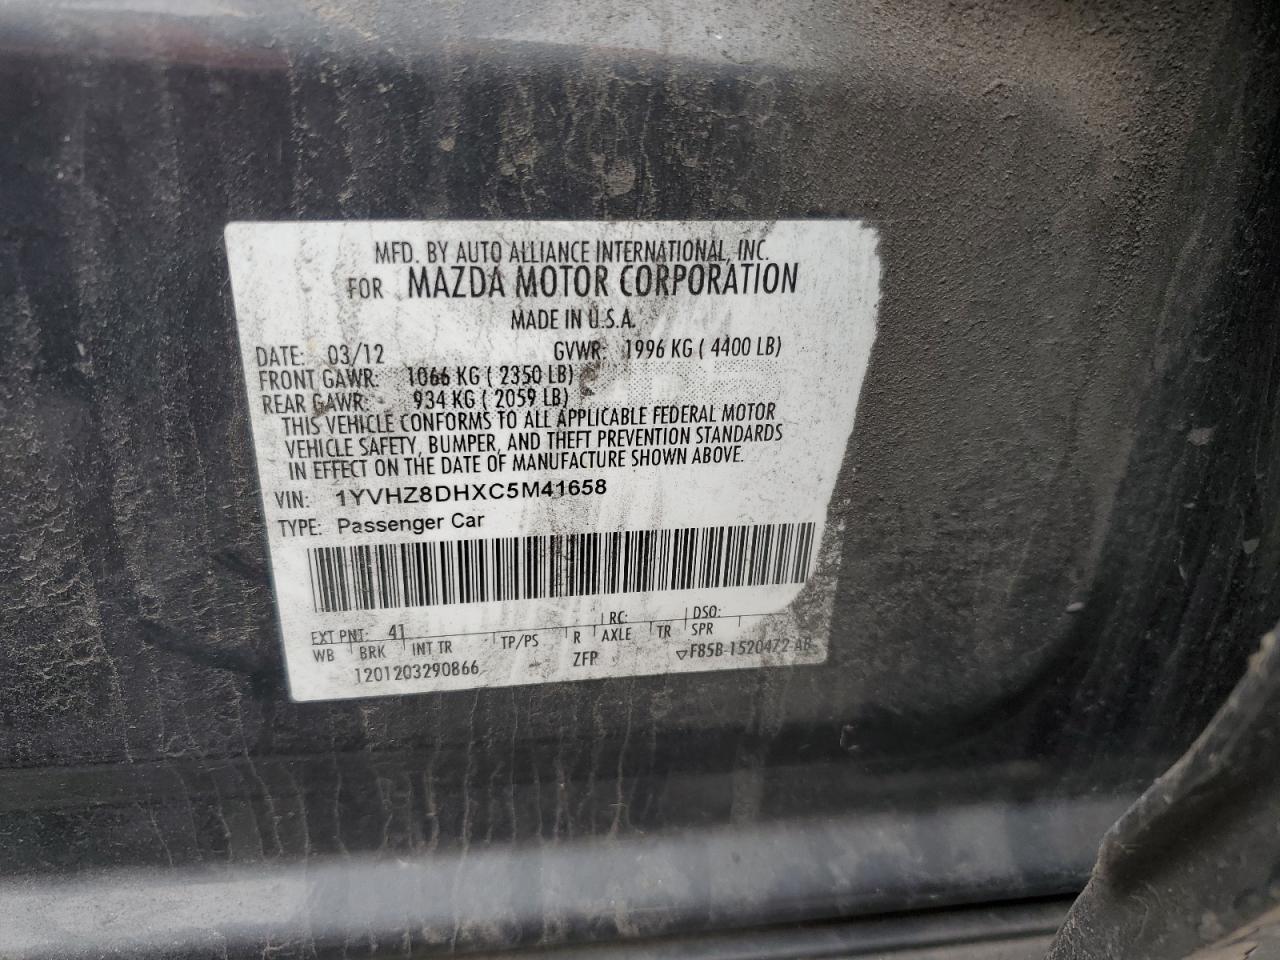 MFD. BY AUTO ALLIANCE INTERNATIONAL, INC.
FOR MAZDA MOTOR CORPORATION
MADE IN U.S.A.
DATE: 03/12 GVWR: 1996 KG ( 4400 LB)
FRONT GAWR: 1066 KG ( 2350 LB)
REAR GAWR: 934 KG ( 2059 LB)
THIS VEHICLE CONFORMS TO ALL APPLICABLE FEDERAL MOTOR
VEHICLE SAFETY, BUMPER, AND THEFT PREVENTION STANDARDS
IN EFFECT ON THE DATE OF MANUFACTURE SHOWN ABOVE.
VIN: 1YVHZ8DHXC5M41658
TYPE: Passenger Car
EXT PNT: 41 RC: DSO:
WB BRK INT TR TP/PS R AXLE TR SPR
1201203290866 ZFP ▽F85B-1520472-AB